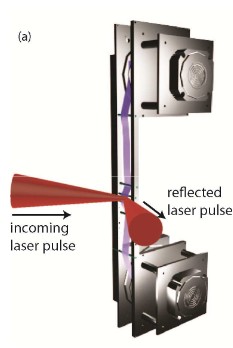 (a)
reflected
laser pulse
incoming
laser pulse